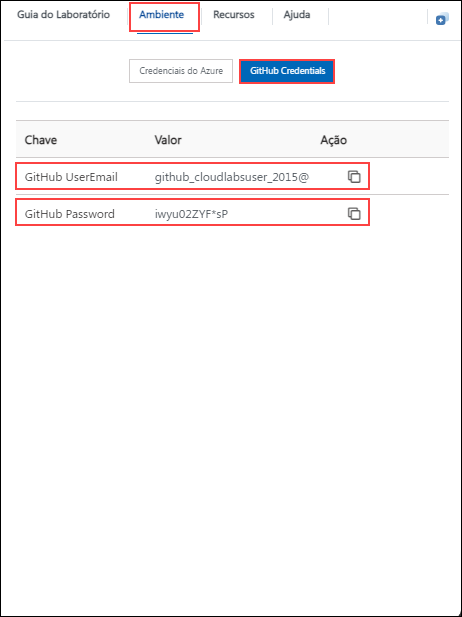 Guia do Laboratório Ambiente Recursos Ajuda
Credenciais do Azure GitHub Credentials
Chave Valor Ação
GitHub UserEmail github_cloudlabsuser_2015@
GitHub Password iwyu02ZYF*sP